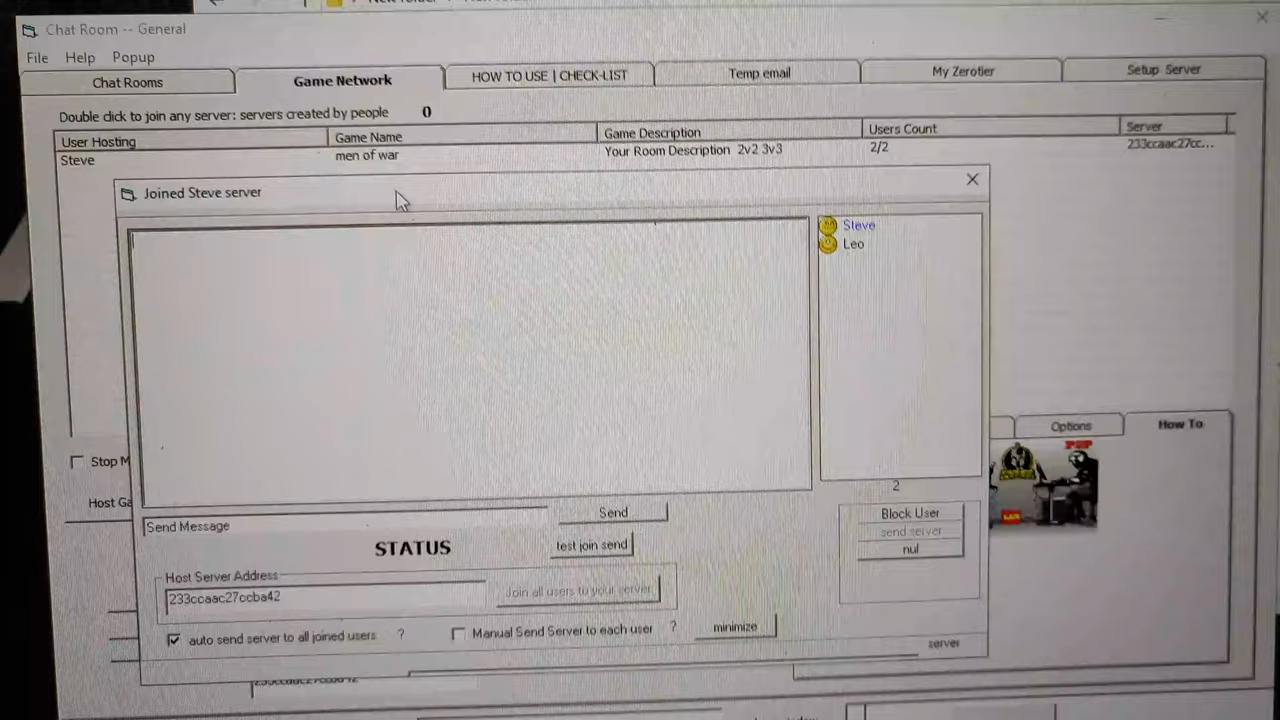 Chat Room -- General
File Help Popup
Chat Rooms Game Network HOW TO USE | CHECK-LIST Temp email My Zerotier Setup Server
Double click to join any server: servers created by people 0
User Hosting Game Name Game Description Users Count Server
Steve men of war Your Room Description 2v2 3v3 2/2 233ccaac27cc...
Joined Steve server
Steve
Leo
Options How To
Stop M
2
Host Ga
Send Message Send
Block User
send server
nul
STATUS test join send
Host Server Address
233ccaac27ccba42 Join all users to your server
auto send server to all joined users ? Manual Send Server to each user ? minimize
server